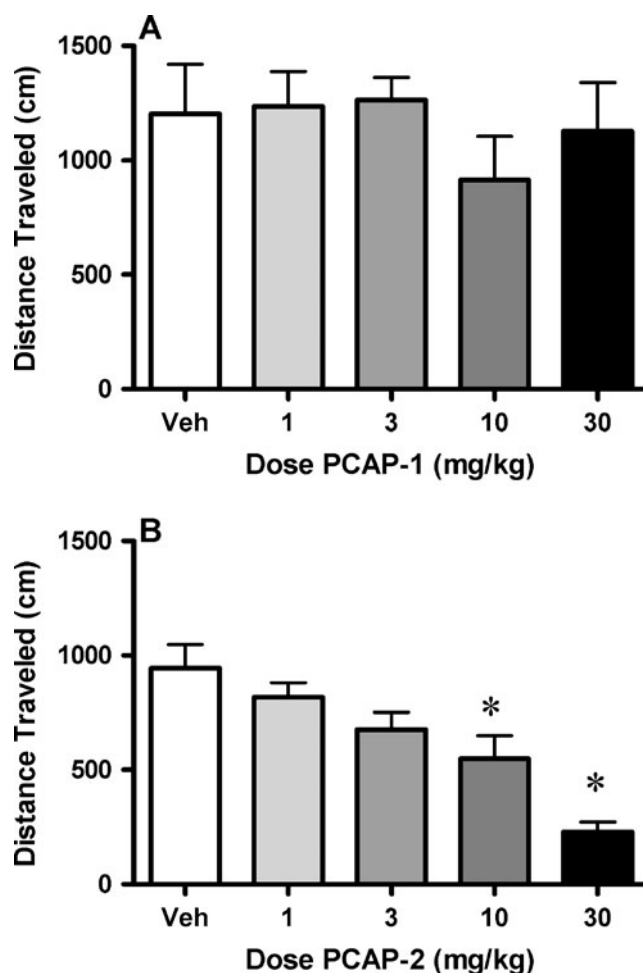 A
1500
1000
500
0
Distance Traveled (cm)
Veh 1 3 10 30
Dose PCAP-1 (mg/kg)
B
1500
1000
500
0
Distance Traveled (cm)
*
*
Veh 1 3 10 30
Dose PCAP-2 (mg/kg)